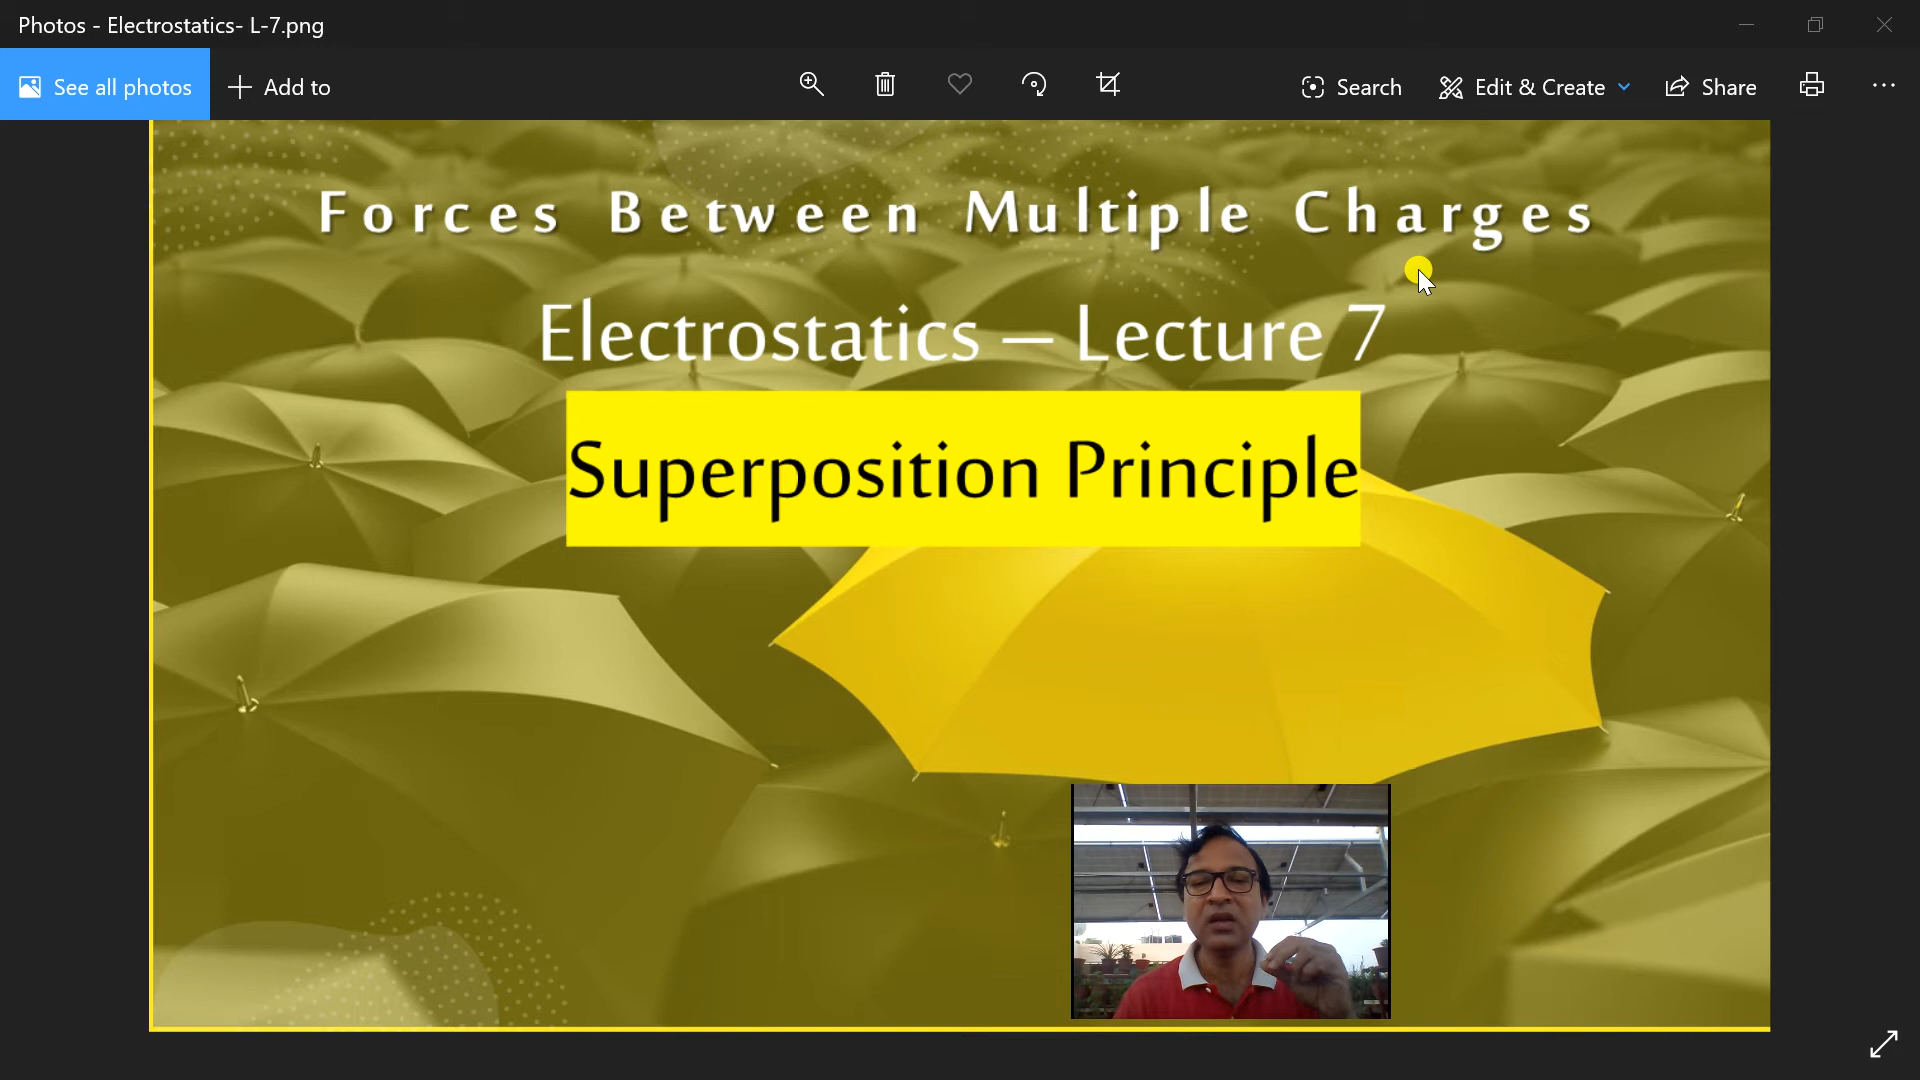 Photos - Electrostatics- L-7.png
See all photos
Add to
Search
Edit & Create
Share
Forces Between Multiple Charges
Electrostatics – Lecture 7
Superposition Principle